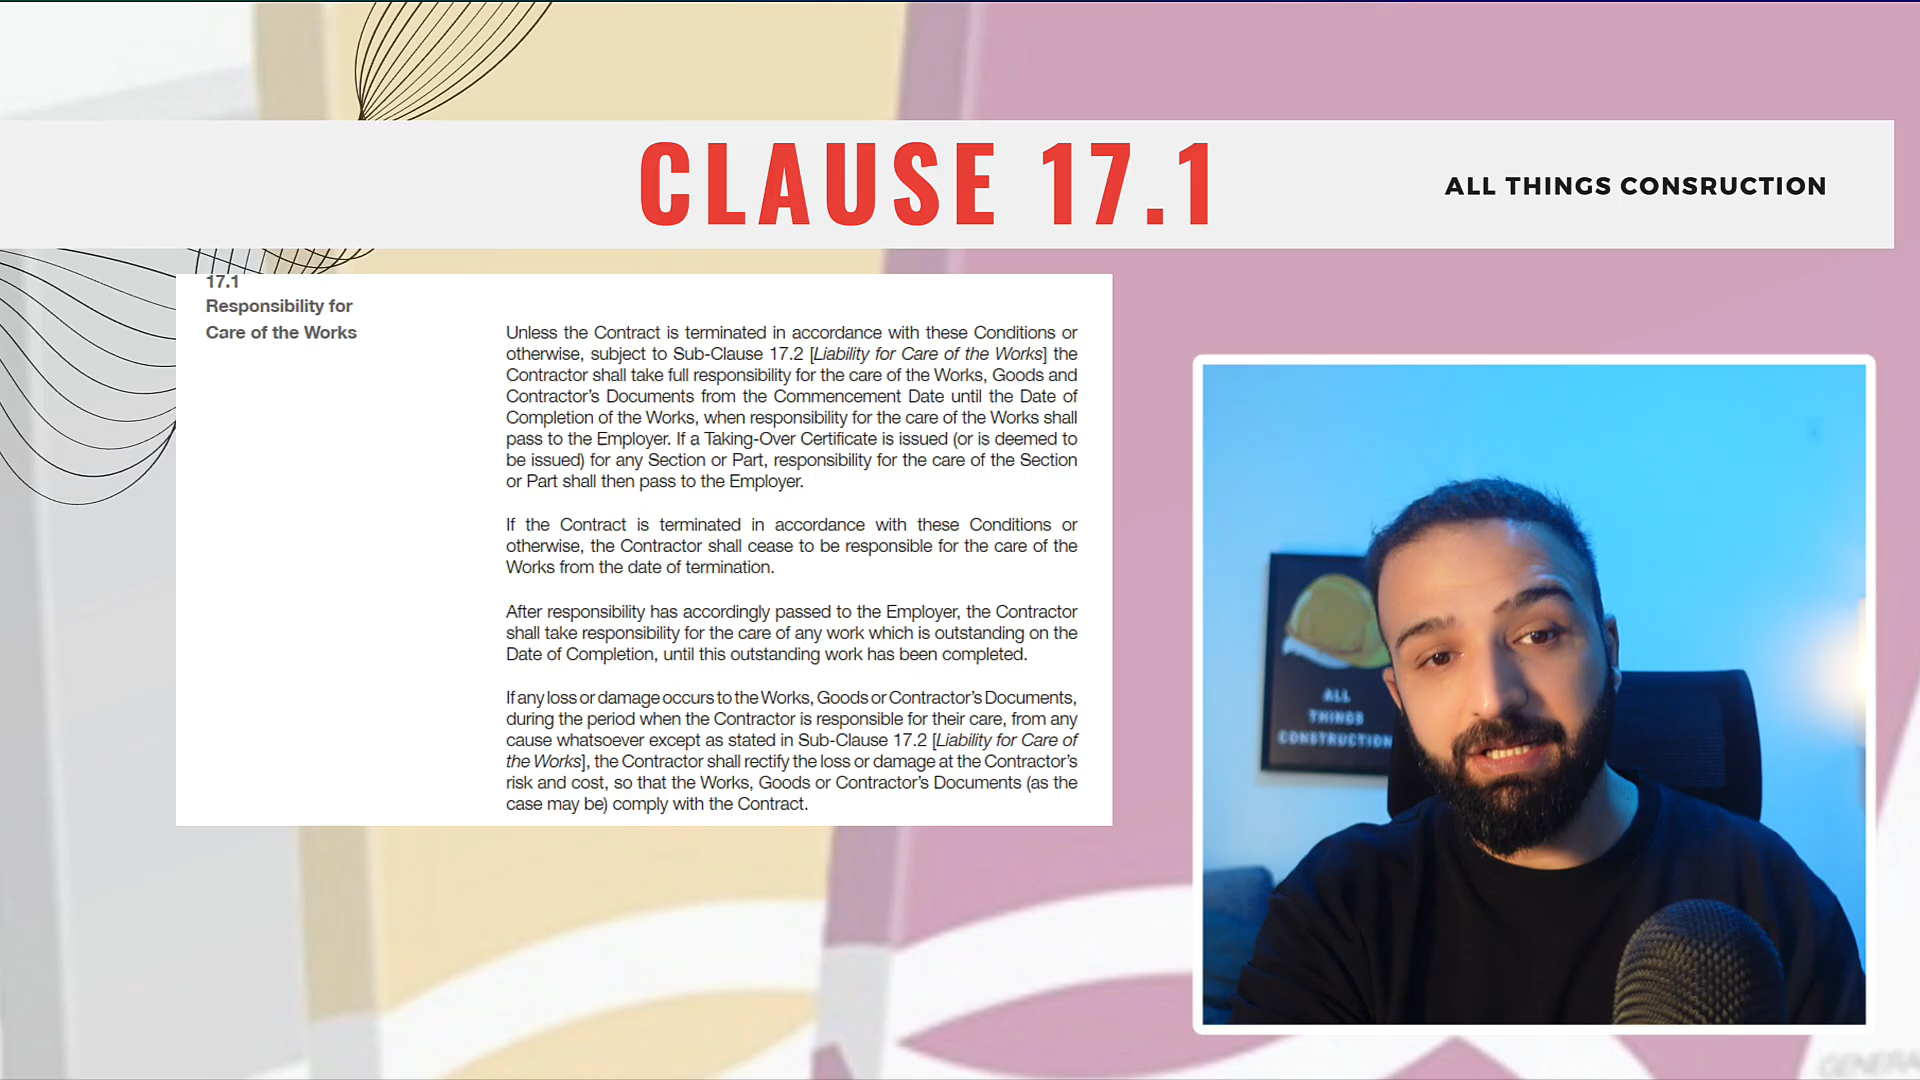 CLAUSE 17.1
ALL THINGS CONSRUCTION
17.1
Responsibility for
Care of the Works
Unless the Contract is terminated in accordance with these Conditions or
otherwise, subject to Sub-Clause 17.2 [Liability for Care of the Works] the
Contractor shall take full responsibility for the care of the Works, Goods and
Contractor's Documents from the Commencement Date until the Date of
Completion of the Works, when responsibility for the care of the Works shall
pass to the Employer. If a Taking-Over Certificate is issued (or is deemed to
be issued) for any Section or Part, responsibility for the care of the Section
or Part shall then pass to the Employer.
If the Contract is terminated in accordance with these Conditions or
otherwise, the Contractor shall cease to be responsible for the care of the
Works from the date of termination.
After responsibility has accordingly passed to the Employer, the Contractor
shall take responsibility for the care of any work which is outstanding on the
Date of Completion, until this outstanding work has been completed.
If any loss or damage occurs to the Works, Goods or Contractor's Documents,
during the period when the Contractor is responsible for their care, from any
cause whatsoever except as stated in Sub-Clause 17.2 [Liability for Care of
the Works], the Contractor shall rectify the loss or damage at the Contractor's
risk and cost, so that the Works, Goods or Contractor's Documents (as the
case may be) comply with the Contract.
ALL
THINGS
CONSTRUCTION